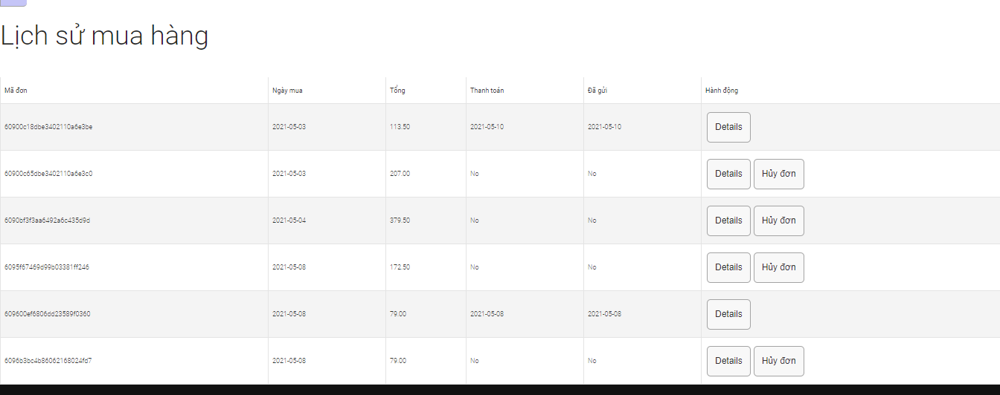 Lịch sử mua hàng
Mã đơn Ngày mua Tổng Thanh toán Đã gửi Hành động
60900c18dbe3402110a6e3be 2021-05-03 113.50 2021-05-10 2021-05-10 Details
60900c65dbe3402110a6e3c0 2021-05-03 207.00 No No Details Hủy đơn
6090bf3f3aa6492a6c435d9d 2021-05-04 379.50 No No Details Hủy đơn
6095f67469d99b03381ff246 2021-05-08 172.50 No No Details Hủy đơn
609600ef6806dd23589f0360 2021-05-08 79.00 2021-05-08 2021-05-08 Details
6096b3bc4b86062168024fd7 2021-05-08 79.00 No No Details Hủy đơn